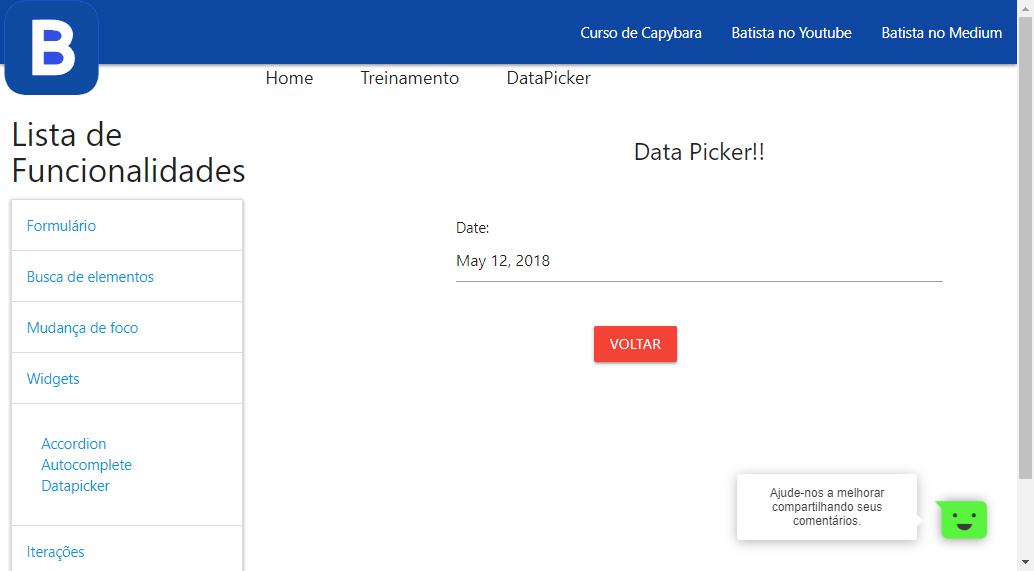 B
Curso de Capybara
Batista no Youtube
Batista no Medium
Home
Treinamento
DataPicker
Lista de
Funcionalidades
Formulário
Busca de elementos
Mudança de foco
Widgets
Accordion
Autocomplete
Datapicker
Iterações
Data Picker!!
Date:
May 12, 2018
VOLTAR
Ajude-nos a melhorar
compartilhando seus
comentários.